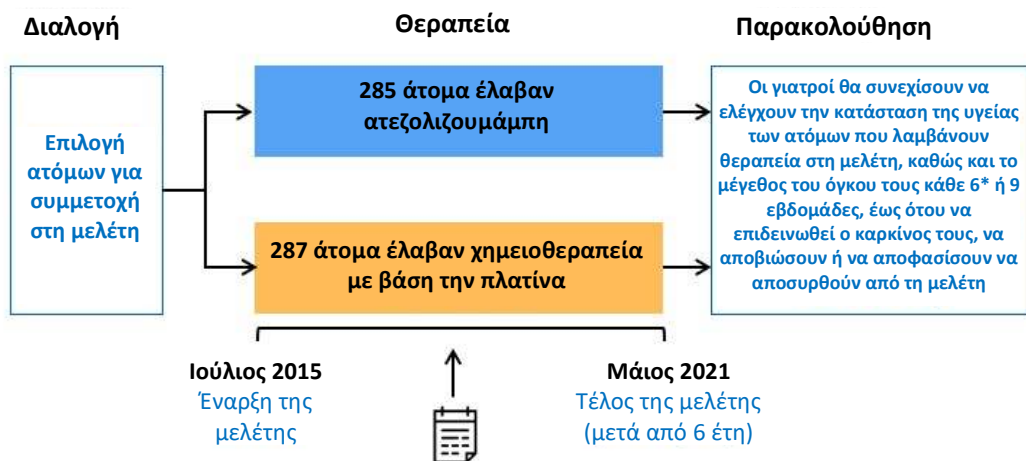 Διαλογή
Θεραπεία
Παρακολούθηση
Επιλογή
ατόμων για
συμμετοχή
στη μελέτη
285 άτομα έλαβαν
ατεζολιζουμάμπη
287 άτομα έλαβαν χημειοθεραπεία
με βάση την πλατίνα
Οι γιατροί θα συνεχίσουν να
ελέγχουν την κατάσταση της υγείας
των ατόμων που λαμβάνουν
θεραπεία στη μελέτη, καθώς και το
μέγεθος του όγκου τους κάθε 6* ή 9
εβδομάδες, έως ότου να
επιδεινωθεί ο καρκίνος τους, να
αποβιώσουν ή να αποφασίσουν να
αποσυρθούν από τη μελέτη
Ιούλιος 2015
Έναρξη της
μελέτης
Μάιος 2021
Τέλος της μελέτης
(μετά από 6 έτη)